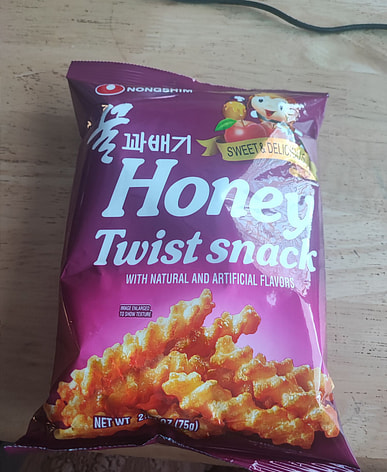 NONGSHIM
꿀꽈배기
SWEET & DELICIOUS
Honey
Twist snack
WITH NATURAL AND ARTIFICIAL FLAVORS
IMAGE ENLARGED
TO SHOW TEXTURE
NET WT. OZ (75g)